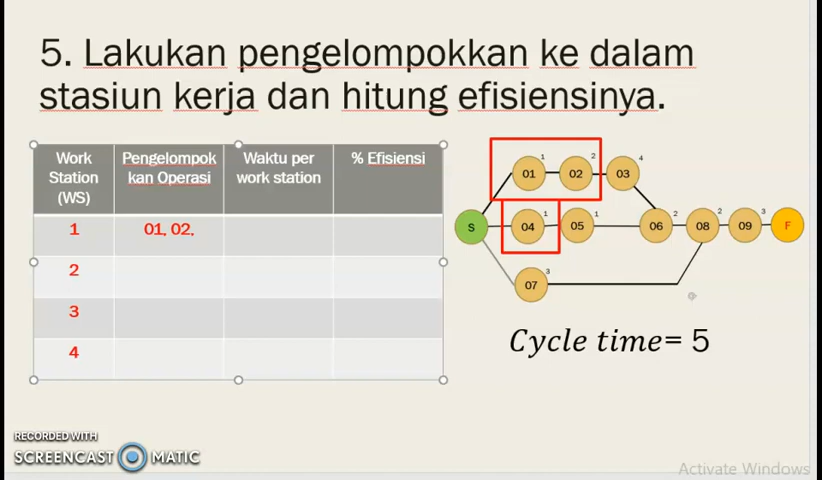 5. Lakukan pengelompokkan ke dalam
stasiun kerja dan hitung efisiensinya.
Work
Station
(WS)
Pengelompok
kan Operasi
Waktu per
work station
% Efisiensi
1
01, 02,
2
3
4
01 1
02 2
03 4
S
04 1
05 1
06 2
08 2
09 3
F
07 3
Cycle time= 5
RECORDED WITH
SCREENCAST MATIC
Activate Windows